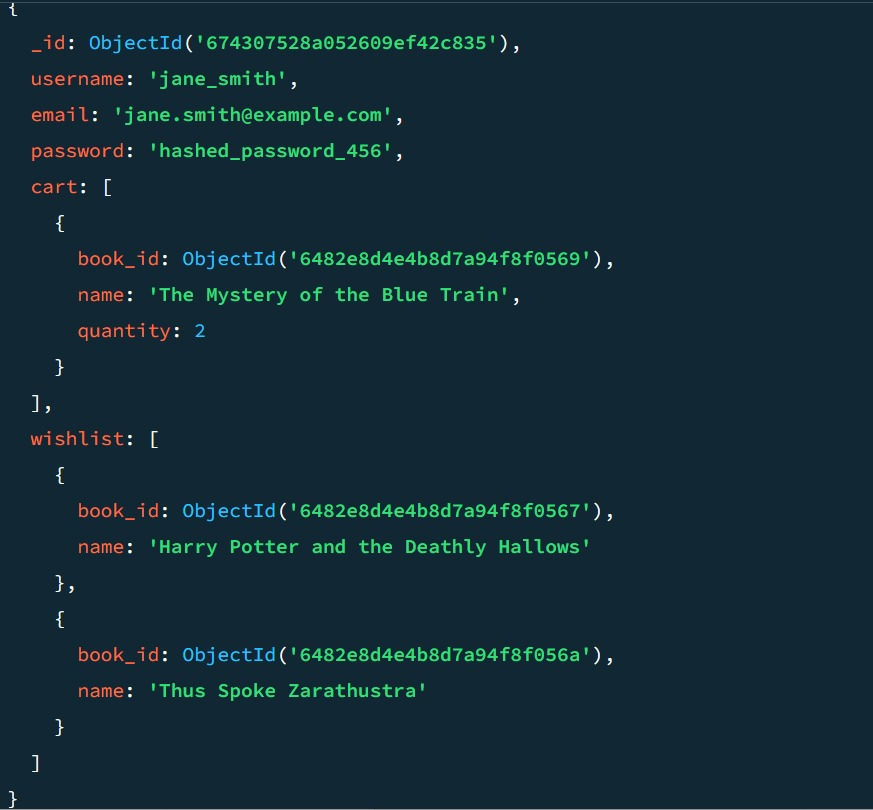 {
  _id: ObjectId('674307528a052609ef42c835'),
  username: 'jane_smith',
  email: 'jane.smith@example.com',
  password: 'hashed_password_456',
  cart: [
    {
      book_id: ObjectId('6482e8d4e4b8d7a94f8f0569'),
      name: 'The Mystery of the Blue Train',
      quantity: 2
    }
  ],
  wishlist: [
    {
      book_id: ObjectId('6482e8d4e4b8d7a94f8f0567'),
      name: 'Harry Potter and the Deathly Hallows'
    },
    {
      book_id: ObjectId('6482e8d4e4b8d7a94f8f056a'),
      name: 'Thus Spoke Zarathustra'
    }
  ]
}